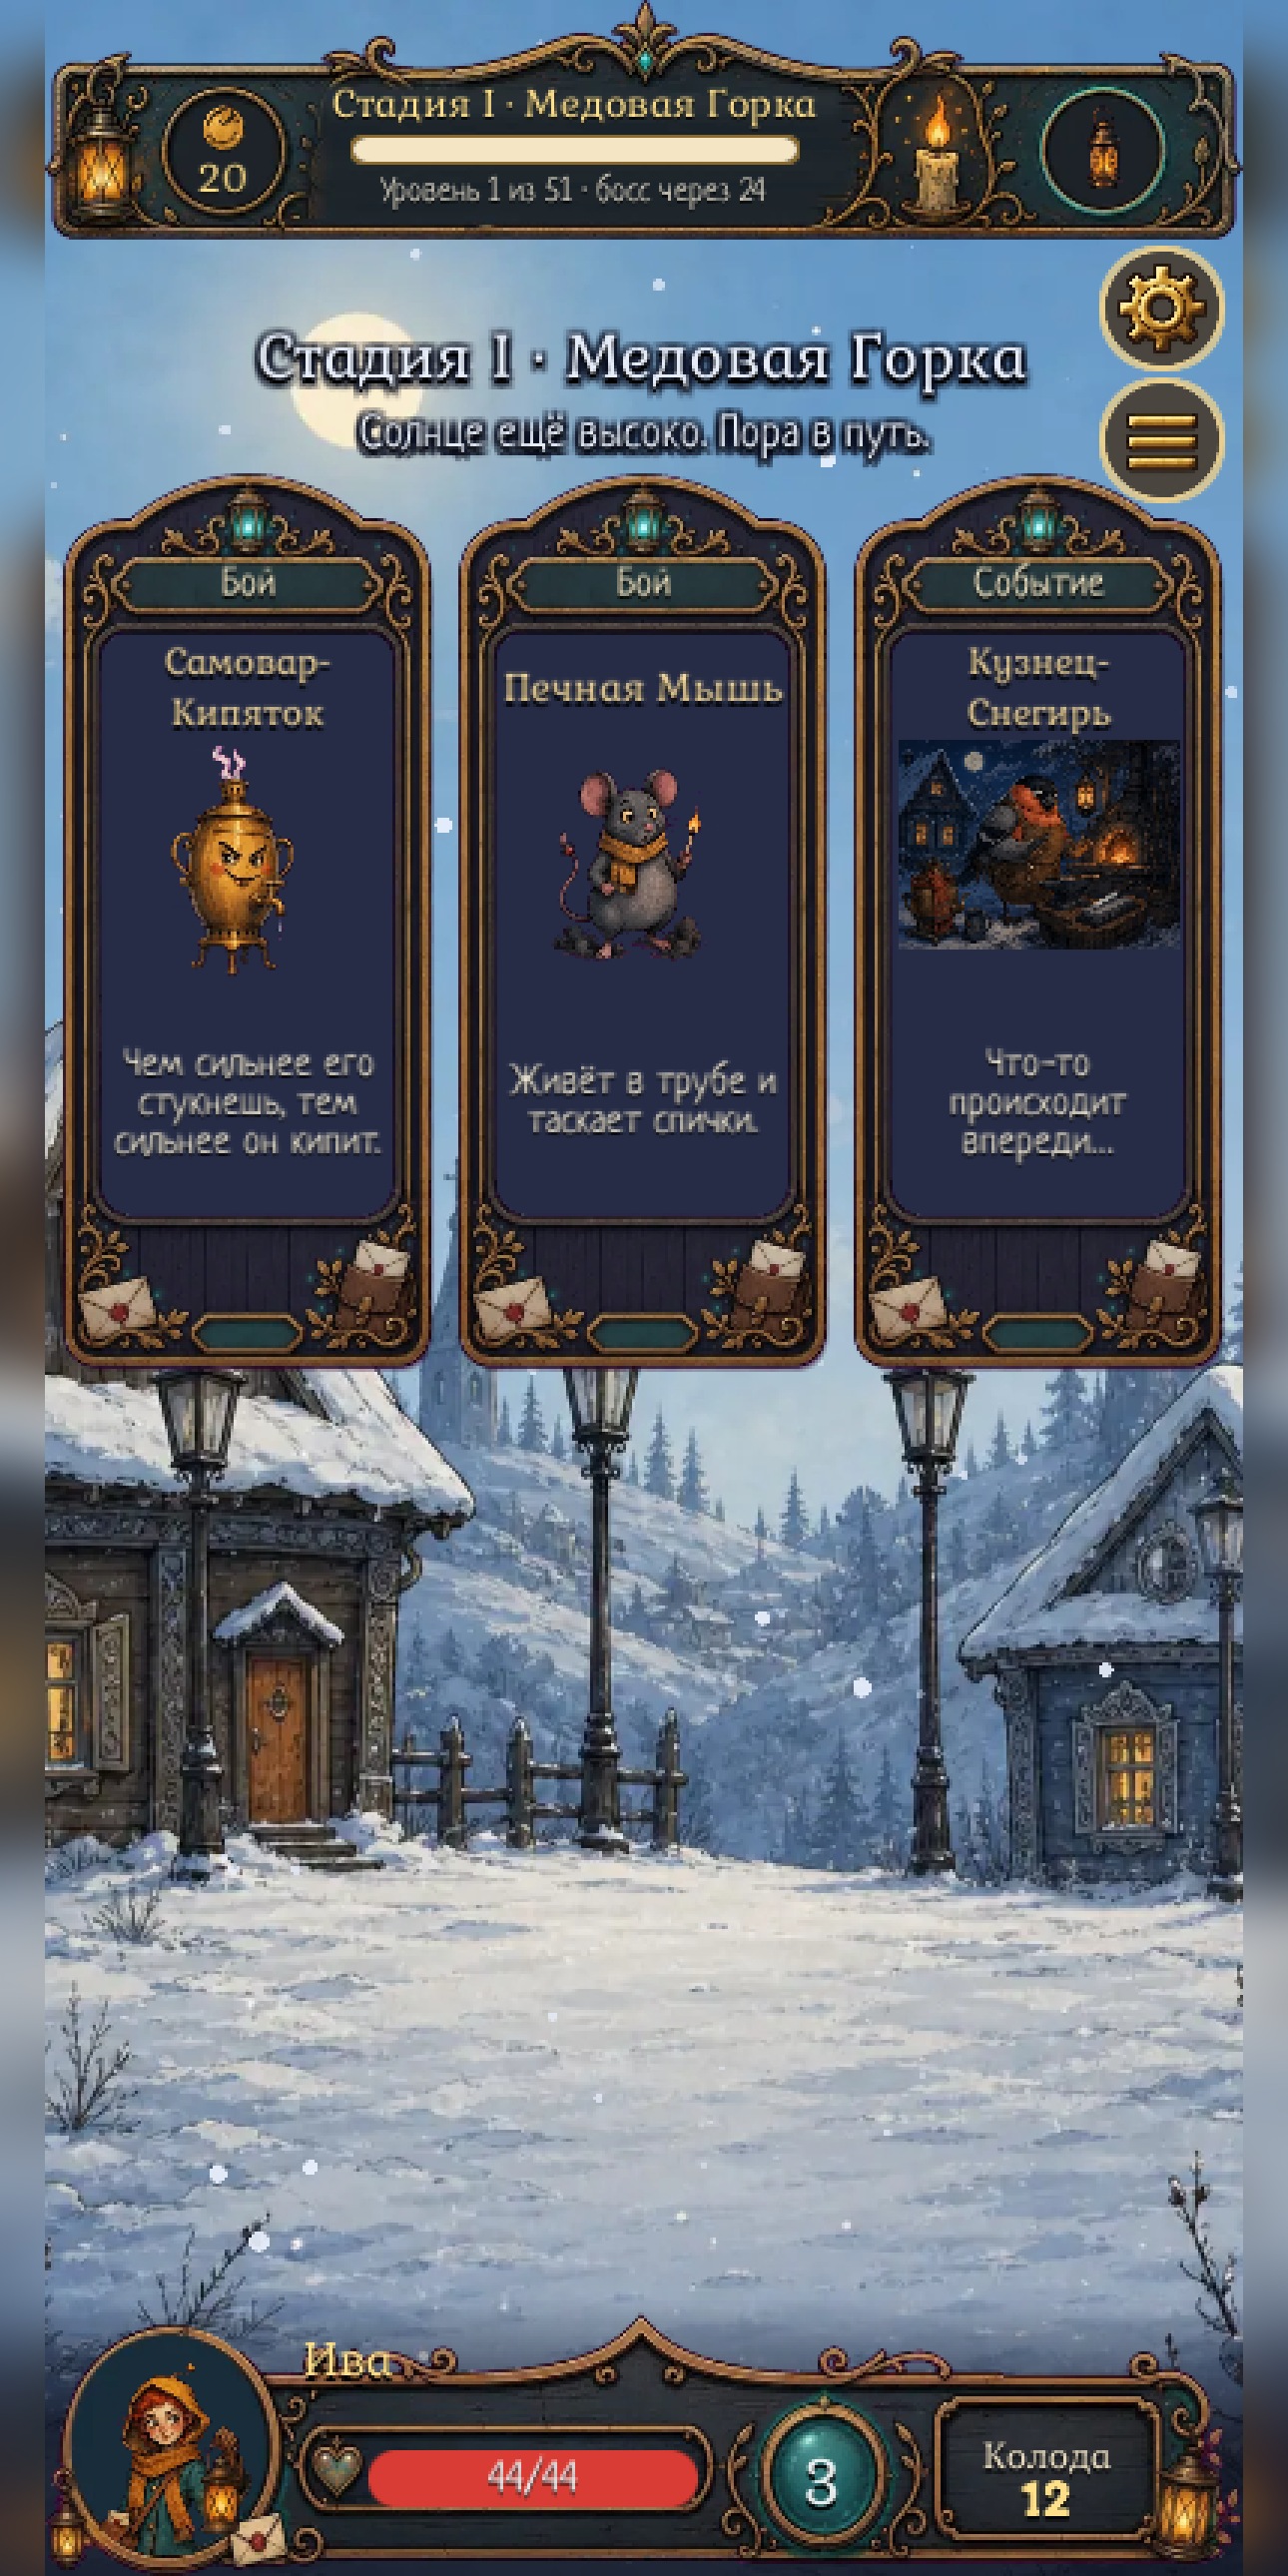 Стадия I · Медовая Горка
20
Уровень 1 из 51 · босс через 24
Стадия I · Медовая Горка
Солнце ещё высоко. Пора в путь.
Бой
Самовар-
Кипяток
Чем сильнее его
стукнешь, тем
сильнее он кипит.
Бой
Печная Мышь
Живёт в трубе и
таскает спички.
Событие
Кузнец-
Снегирь
Что-то
происходит
впереди...
Ива
44/44
3
Колода
12